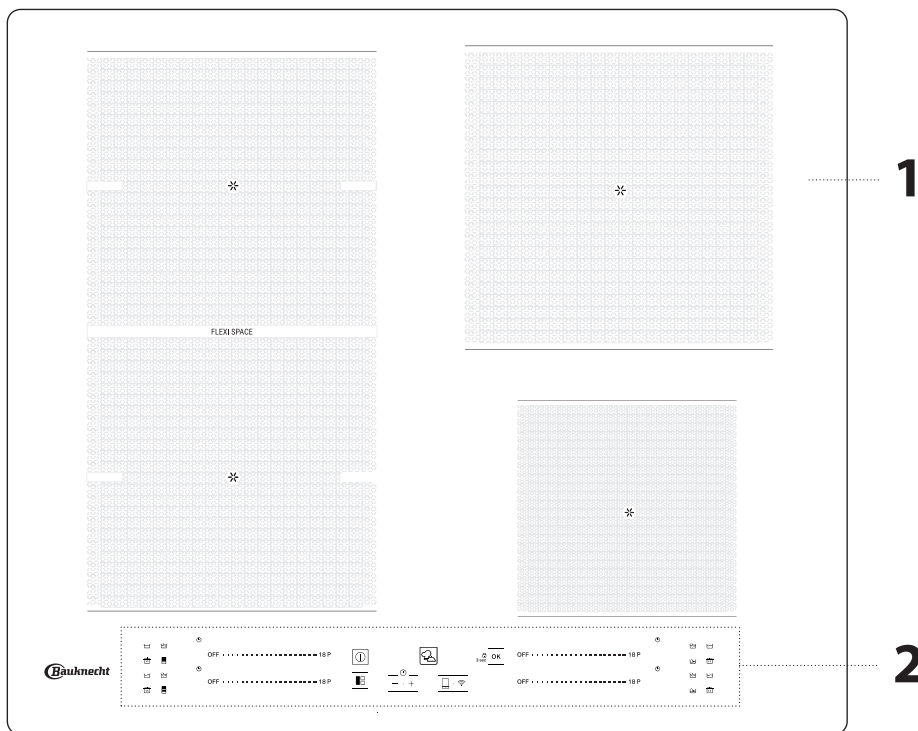 1
FLEXI SPACE
Bauknecht
OFF 18 P
OFF 18 P
3 sec
OK
- +
OFF 18 P
OFF 18 P
2